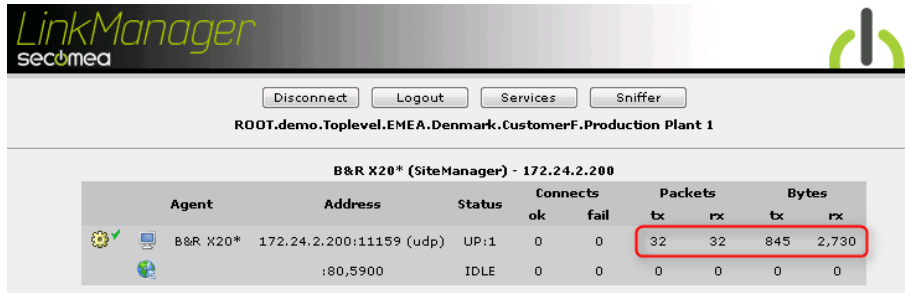 LinkManager
secomea
Disconnect Logout Services Sniffer
ROOT.demo.Toplevel.EMEA.Denmark.CustomerF.Production Plant 1
B&R X20* (SiteManager) - 172.24.2.200
Agent Address Status Connects Packets Bytes
ok fail tx rx tx rx
B&R X20* 172.24.2.200:11159 (udp) UP:1 0 0 32 32 845 2,730
:80,5900 IDLE 0 0 0 0 0 0